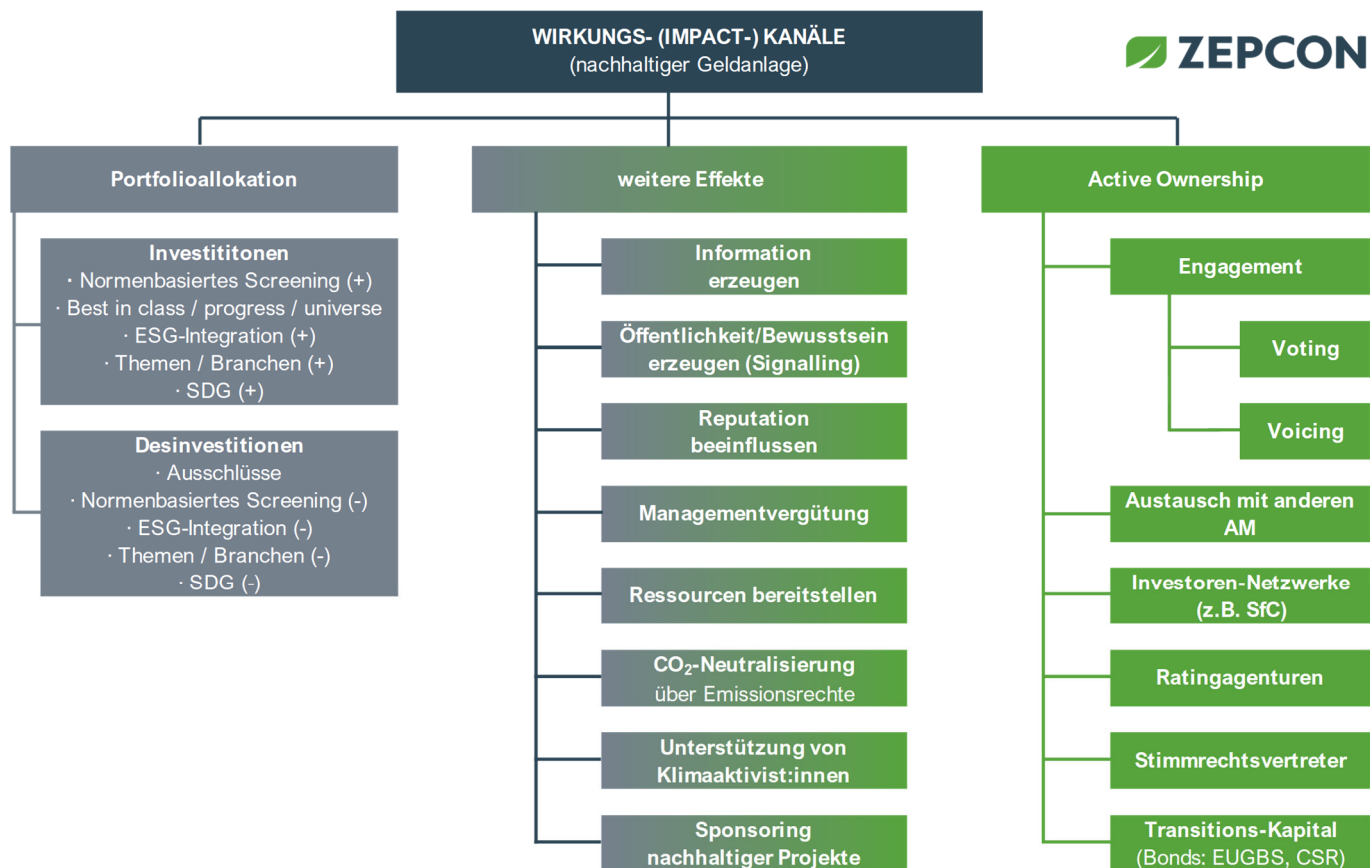 WIRKUNGS- (IMPACT-) KANÄLE
(nachhaltiger Geldanlage)
ZEPCON
Portfolioallokation
Investititonen
· Normenbasiertes Screening (+)
· Best in class / progress / universe
· ESG-Integration (+)
· Themen / Branchen (+)
· SDG (+)
Desinvestitionen
· Ausschlüsse
· Normenbasiertes Screening (-)
· ESG-Integration (-)
· Themen / Branchen (-)
· SDG (-)
weitere Effekte
Information
erzeugen
Öffentlichkeit/Bewusstsein
erzeugen (Signalling)
Reputation
beeinflussen
Managementvergütung
Ressourcen bereitstellen
CO₂-Neutralisierung
über Emissionsrechte
Unterstützung von
Klimaaktivist:innen
Sponsoring
nachhaltiger Projekte
Active Ownership
Engagement
Voting
Voicing
Austausch mit anderen
AM
Investoren-Netzwerke
(z.B. SfC)
Ratingagenturen
Stimmrechtsvertreter
Transitions-Kapital
(Bonds: EUGBS, CSR)